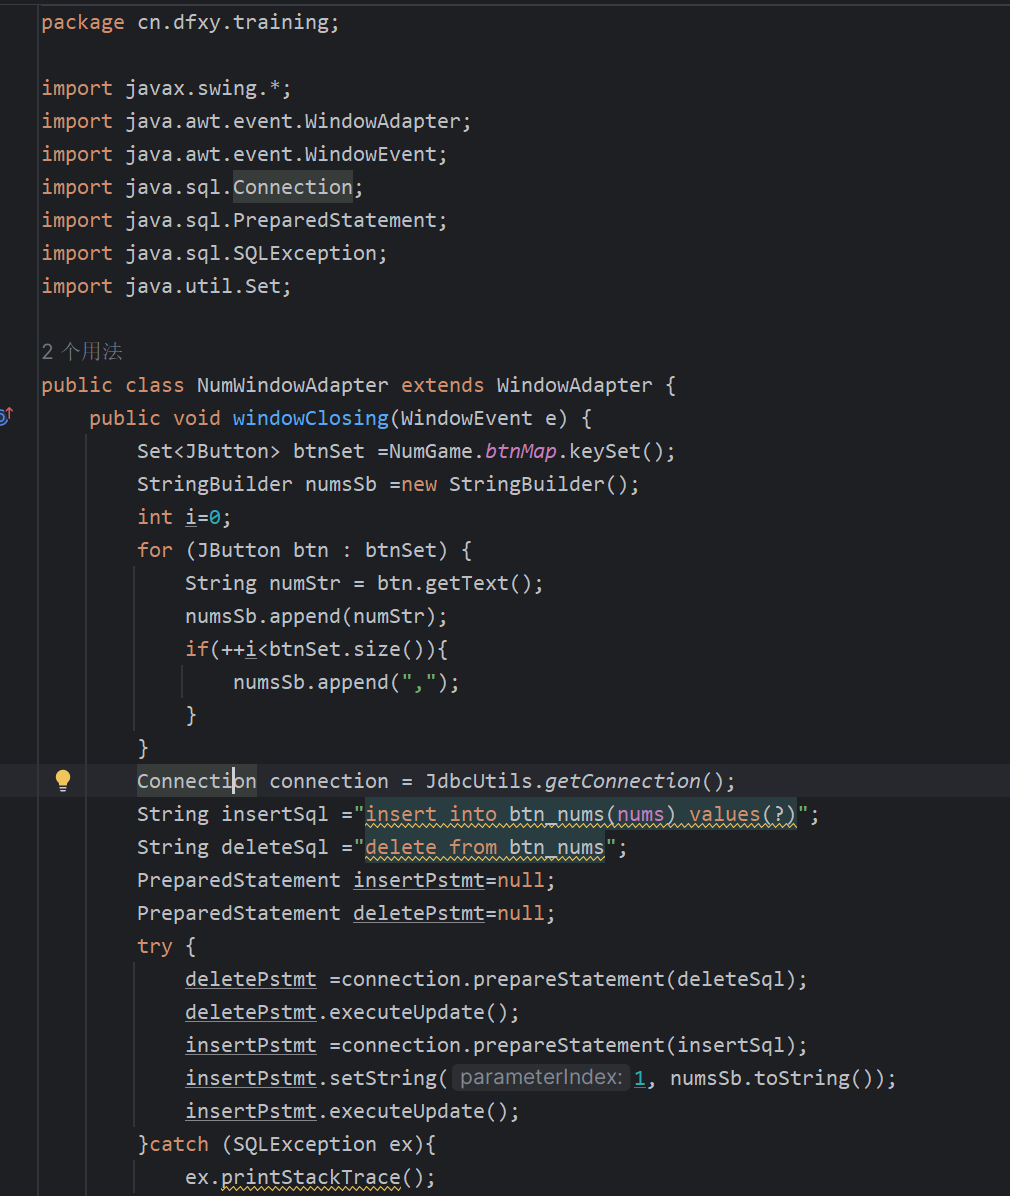 package cn.dfxy.training;
import javax.swing.*;
import java.awt.event.WindowAdapter;
import java.awt.event.WindowEvent;
import java.sql.Connection;
import java.sql.PreparedStatement;
import java.sql.SQLException;
import java.util.Set;
2 个用法
public class NumWindowAdapter extends WindowAdapter {
public void windowClosing(WindowEvent e) {
Set<JButton> btnSet =NumGame.btnMap.keySet();
StringBuilder numsSb =new StringBuilder();
int i=0;
for (JButton btn : btnSet) {
String numStr = btn.getText();
numsSb.append(numStr);
if(++i<btnSet.size()){
numsSb.append(",");
}
}
Connection connection = JdbcUtils.getConnection();
String insertSql ="insert into btn_nums(nums) values(?)";
String deleteSql ="delete from btn_nums";
PreparedStatement insertPstmt=null;
PreparedStatement deletePstmt=null;
try {
deletePstmt =connection.prepareStatement(deleteSql);
deletePstmt.executeUpdate();
insertPstmt =connection.prepareStatement(insertSql);
insertPstmt.setString( parameterIndex: 1, numsSb.toString());
insertPstmt.executeUpdate();
}catch (SQLException ex){
ex.printStackTrace();